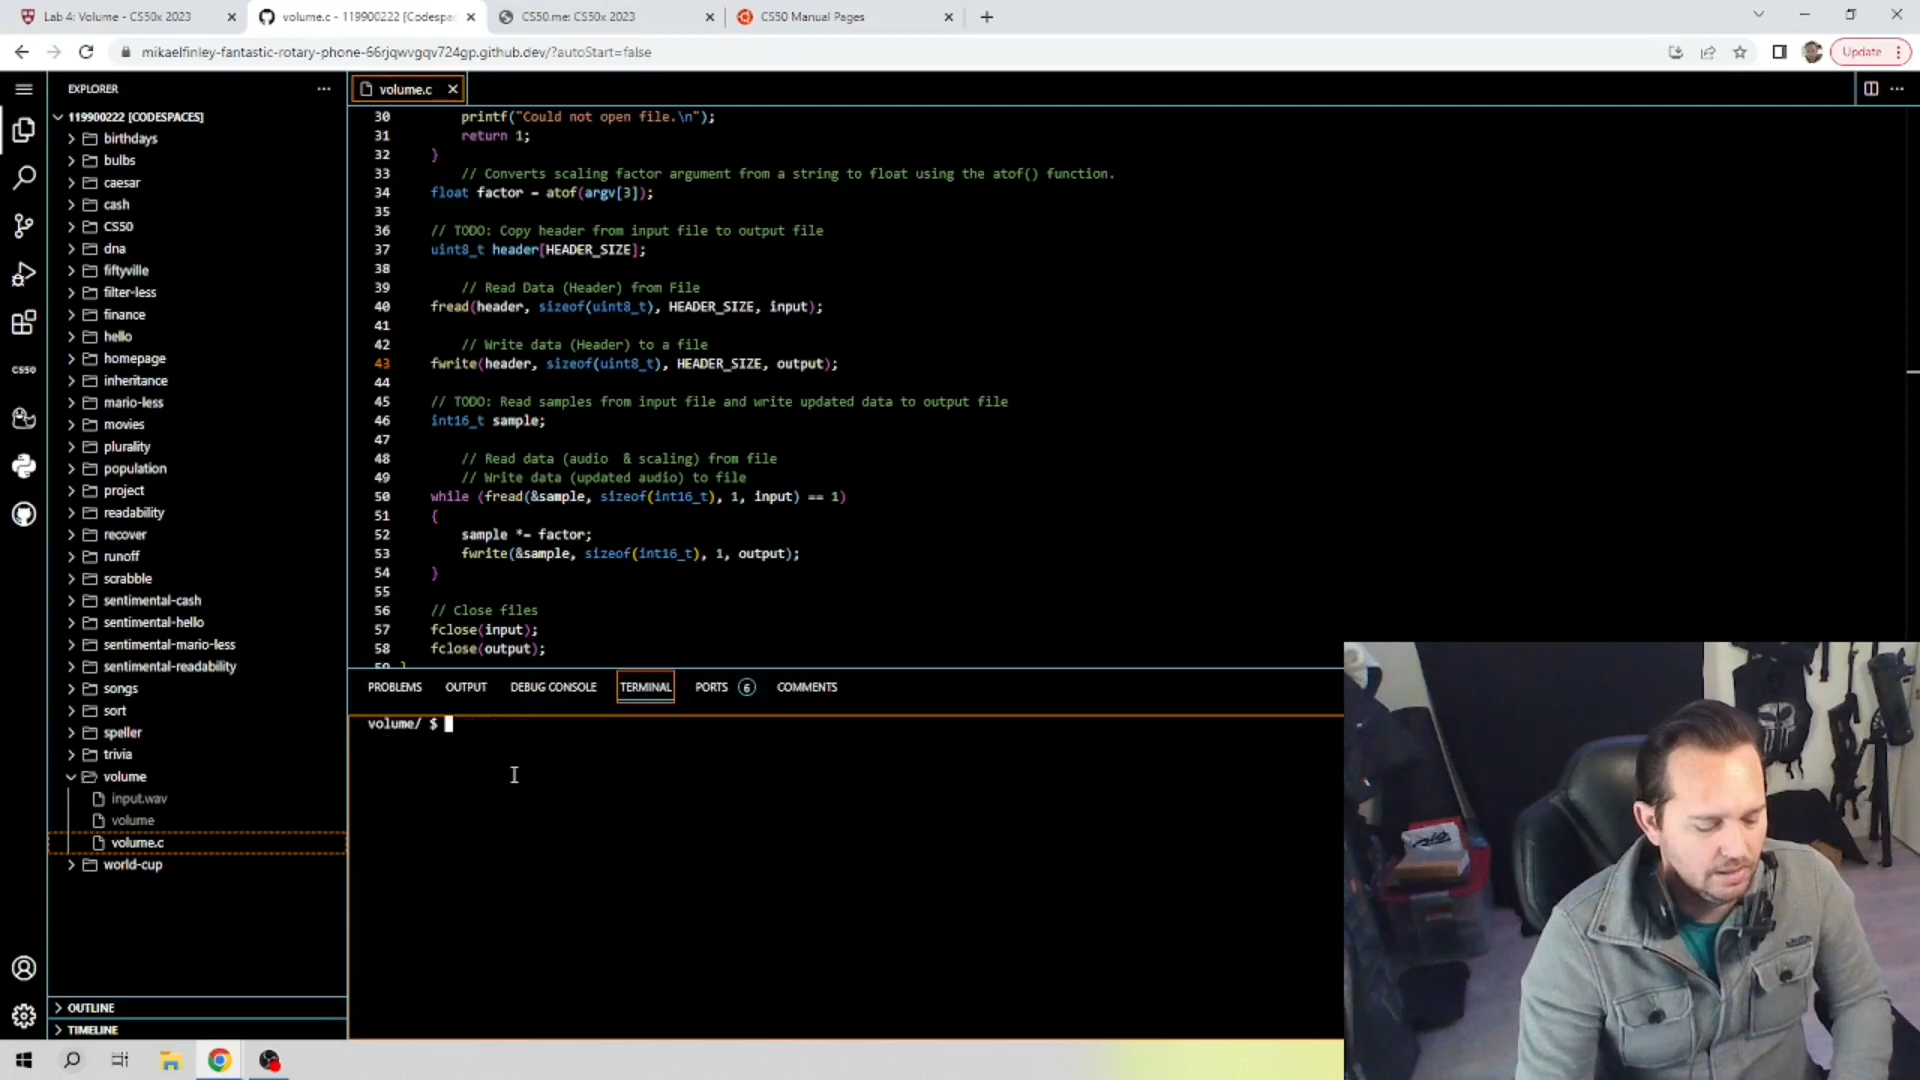 Lab 4: Volume - CS50x 2023
volume.c - 119900222 [Codespac
CS50.me: CS50x 2023
CS50 Manual Pages
mikaelfinley-fantastic-rotary-phone-66rjqwvgqv724gp.github.dev/?autoStart=false
Update
EXPLORER
119900222 [CODESPACES]
birthdays
bulbs
caesar
cash
CS50
dna
fiftyville
filter-less
finance
hello
homepage
inheritance
mario-less
movies
plurality
population
project
readability
recover
runoff
scrabble
sentimental-cash
sentimental-hello
sentimental-mario-less
sentimental-readability
songs
sort
speller
trivia
volume
input.wav
volume
volume.c
world-cup
OUTLINE
TIMELINE
CS50
volume.c
30 printf("Could not open file.\n");
31 return 1;
32 }
33 // Converts scaling factor argument from a string to float using the atof() function.
34 float factor = atof(argv[3]);
35
36 // TODO: Copy header from input file to output file
37 uint8_t header[HEADER_SIZE];
38
39 // Read Data (Header) from File
40 fread(header, sizeof(uint8_t), HEADER_SIZE, input);
41
42 // Write data (Header) to a file
43 fwrite(header, sizeof(uint8_t), HEADER_SIZE, output);
44
45 // TODO: Read samples from input file and write updated data to output file
46 int16_t sample;
47
48 // Read data (audio  & scaling) from file
49 // Write data (updated audio) to file
50 while (fread(&sample, sizeof(int16_t), 1, input) == 1)
51 {
52 sample *= factor;
53 fwrite(&sample, sizeof(int16_t), 1, output);
54 }
55
56 // Close files
57 fclose(input);
58 fclose(output);
59 }
PROBLEMS OUTPUT DEBUG CONSOLE TERMINAL PORTS 6 COMMENTS
volume/ $